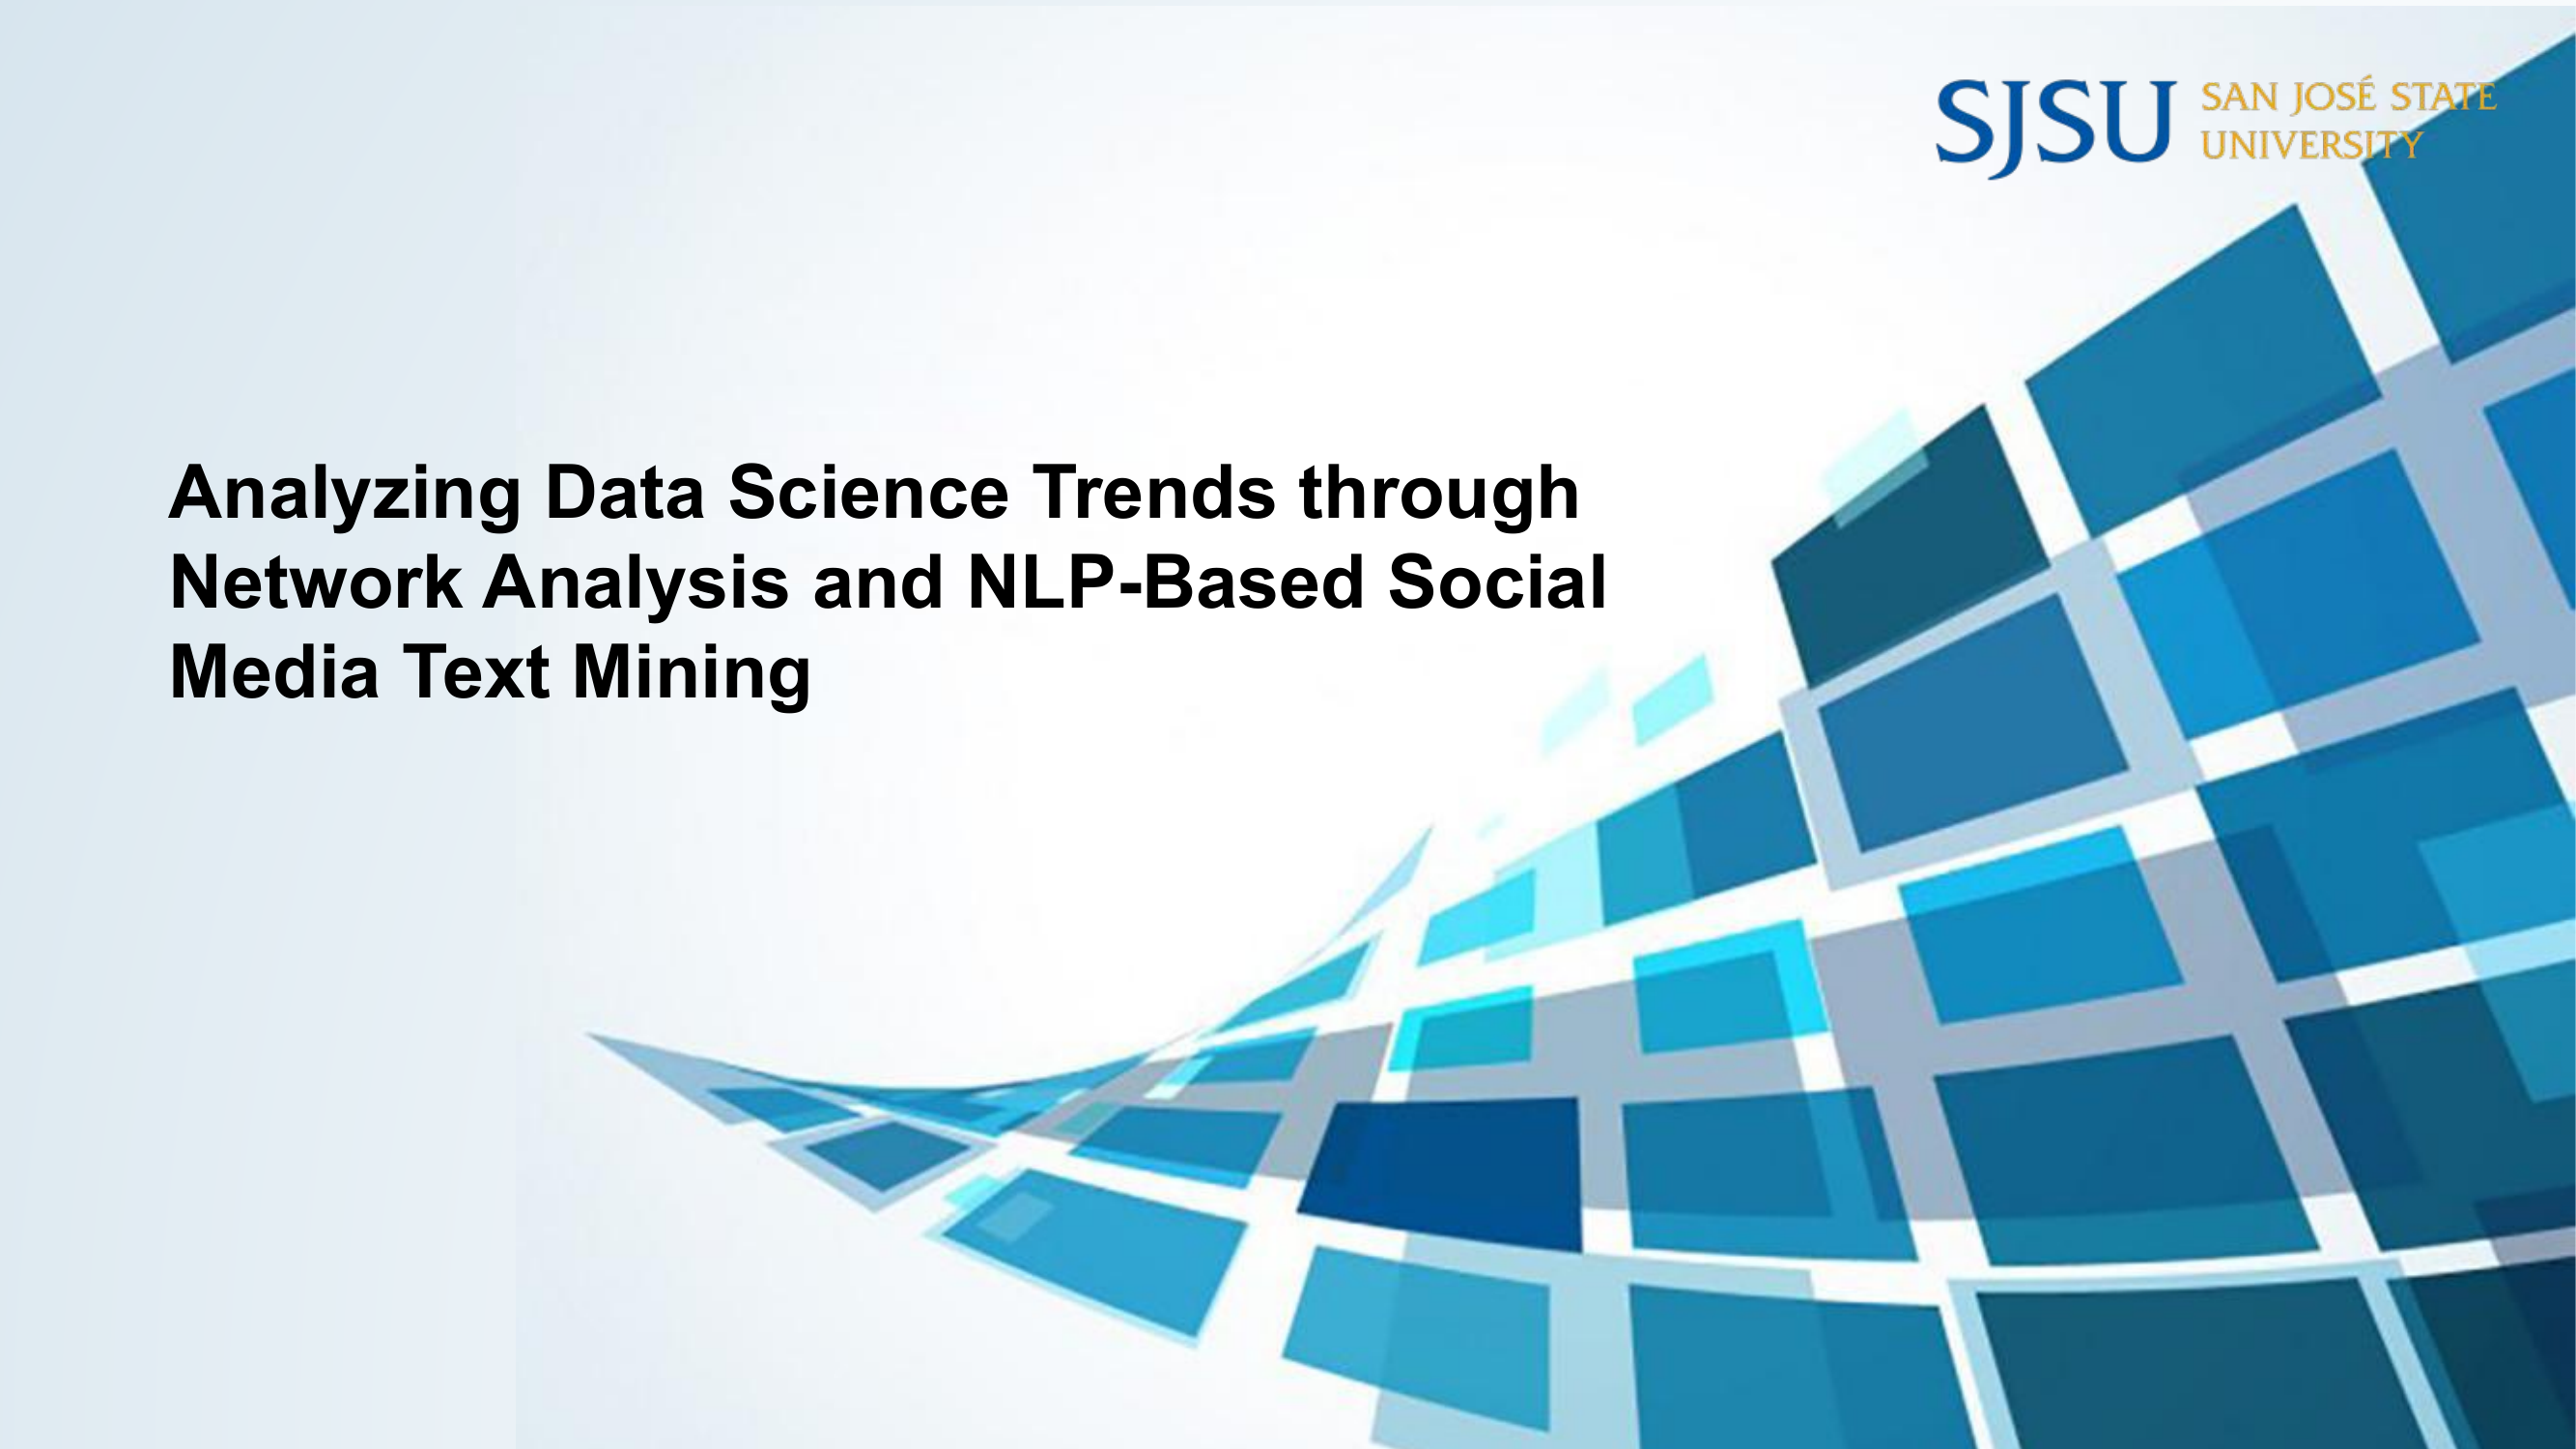 SJSU SAN JOSÉ STATE
UNIVERSITY
Analyzing Data Science Trends through
Network Analysis and NLP-Based Social
Media Text Mining